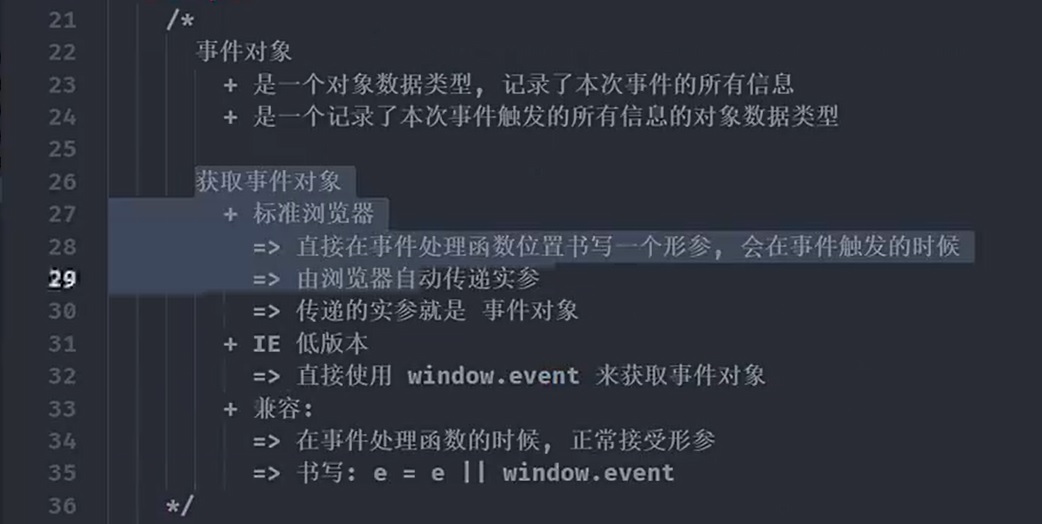 21 /*
22 事件对象
23 + 是一个对象数据类型, 记录了本次事件的所有信息
24 + 是一个记录了本次事件触发的所有信息的对象数据类型
25
26 获取事件对象
27 + 标准浏览器
28 => 直接在事件处理函数位置书写一个形参, 会在事件触发的时候
29 => 由浏览器自动传递实参
30 => 传递的实参就是 事件对象
31 + IE 低版本
32 => 直接使用 window.event 来获取事件对象
33 + 兼容:
34 => 在事件处理函数的时候, 正常接受形参
35 => 书写: e = e || window.event
36 */